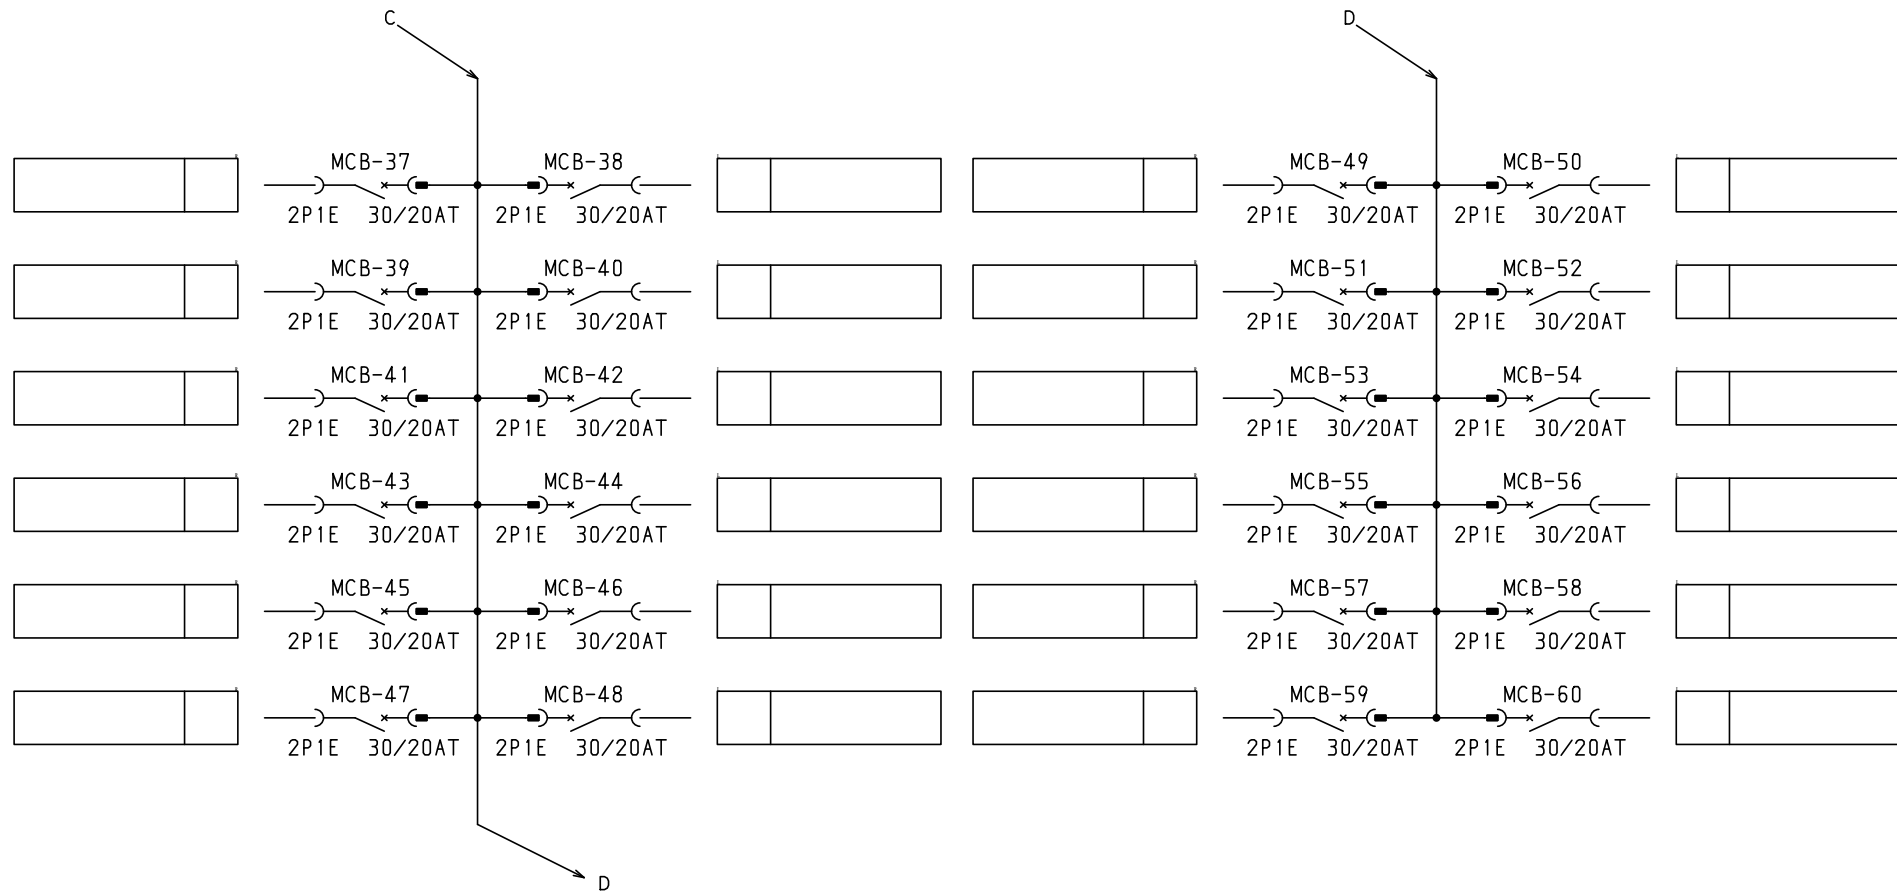 C D
MCB-37 MCB-38 MCB-49 MCB-50
2P1E 30/20AT 2P1E 30/20AT 2P1E 30/20AT 2P1E 30/20AT
MCB-39 MCB-40 MCB-51 MCB-52
2P1E 30/20AT 2P1E 30/20AT 2P1E 30/20AT 2P1E 30/20AT
MCB-41 MCB-42 MCB-53 MCB-54
2P1E 30/20AT 2P1E 30/20AT 2P1E 30/20AT 2P1E 30/20AT
MCB-43 MCB-44 MCB-55 MCB-56
2P1E 30/20AT 2P1E 30/20AT 2P1E 30/20AT 2P1E 30/20AT
MCB-45 MCB-46 MCB-57 MCB-58
2P1E 30/20AT 2P1E 30/20AT 2P1E 30/20AT 2P1E 30/20AT
MCB-47 MCB-48 MCB-59 MCB-60
2P1E 30/20AT 2P1E 30/20AT 2P1E 30/20AT 2P1E 30/20AT
D